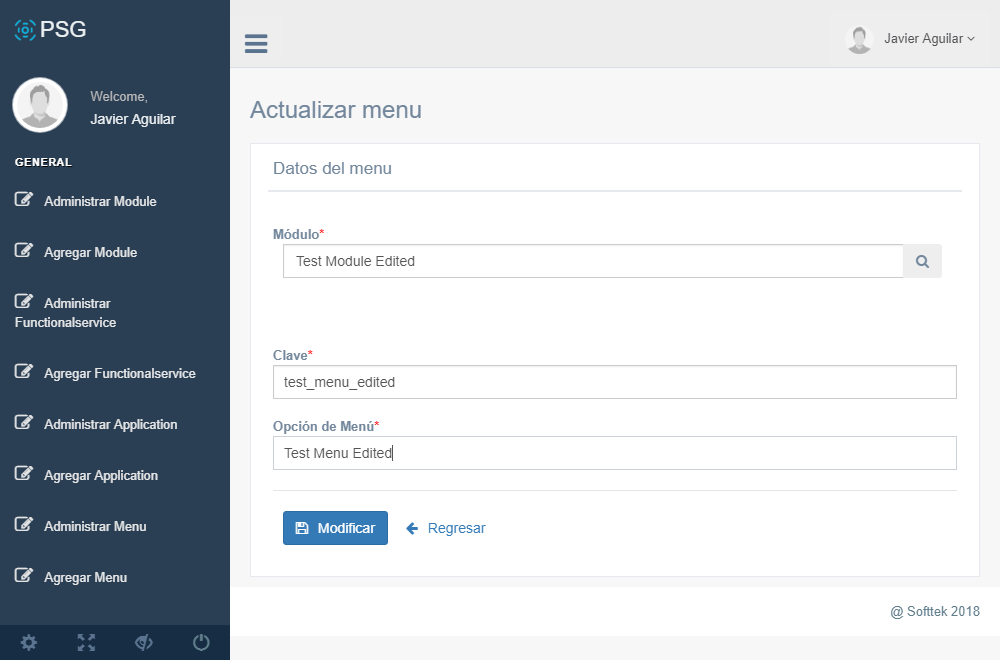 PSG
Welcome,
Javier Aguilar
GENERAL
Administrar Module
Agregar Module
Administrar
Functionalservice
Agregar Functionalservice
Administrar Application
Agregar Application
Administrar Menu
Agregar Menu
Javier Aguilar
Actualizar menu
Datos del menu
Módulo*
Test Module Edited
Clave*
test_menu_edited
Opción de Menú*
Test Menu Edited
Modificar
Regresar
@ Softtek 2018